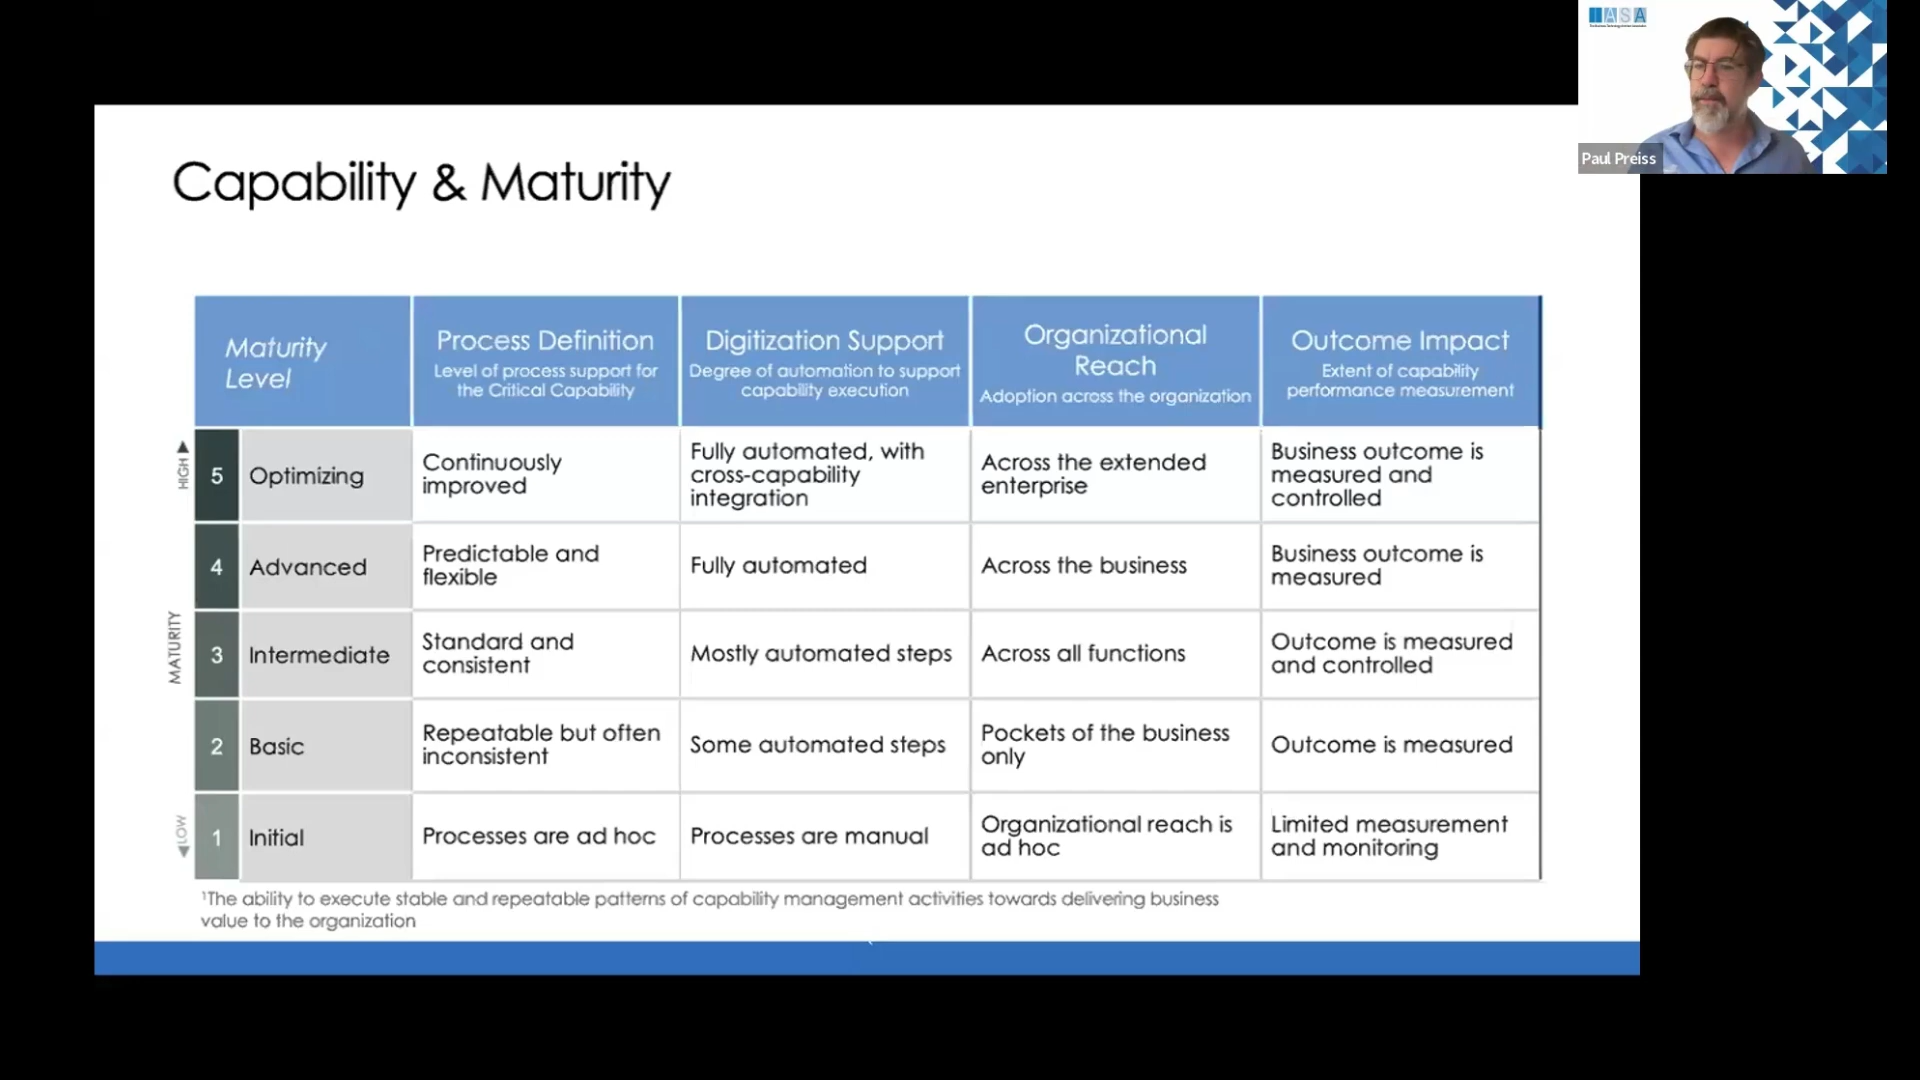 IASA
Paul Preiss
Capability & Maturity
Maturity
Level
Process Definition
Level of process support for
the Critical Capability
Digitization Support
Degree of automation to support
capability execution
Organizational
Reach
Adoption across the organization
Outcome Impact
Extent of capability
performance measurement
HIGH
5
Optimizing
Continuously
improved
Fully automated, with
cross-capability
integration
Across the extended
enterprise
Business outcome is
measured and
controlled
4
Advanced
Predictable and
flexible
Fully automated
Across the business
Business outcome is
measured
MATURITY
3
Intermediate
Standard and
consistent
Mostly automated steps
Across all functions
Outcome is measured
and controlled
2
Basic
Repeatable but often
inconsistent
Some automated steps
Pockets of the business
only
Outcome is measured
LOW
1
Initial
Processes are ad hoc
Processes are manual
Organizational reach is
ad hoc
Limited measurement
and monitoring
¹The ability to execute stable and repeatable patterns of capability management activities towards delivering business
value to the organization